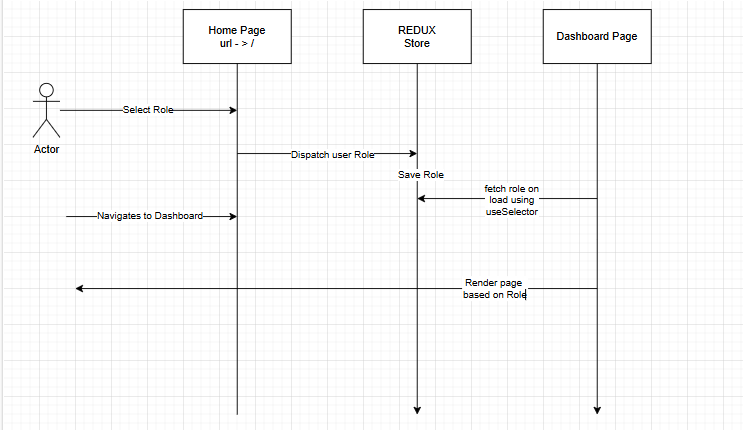 Home Page
url - > /
REDUX
Store
Dashboard Page
Select Role
Actor
Dispatch user Role
Save Role
fetch role on
load using
useSelector
Navigates to Dashboard
Render page
based on Role